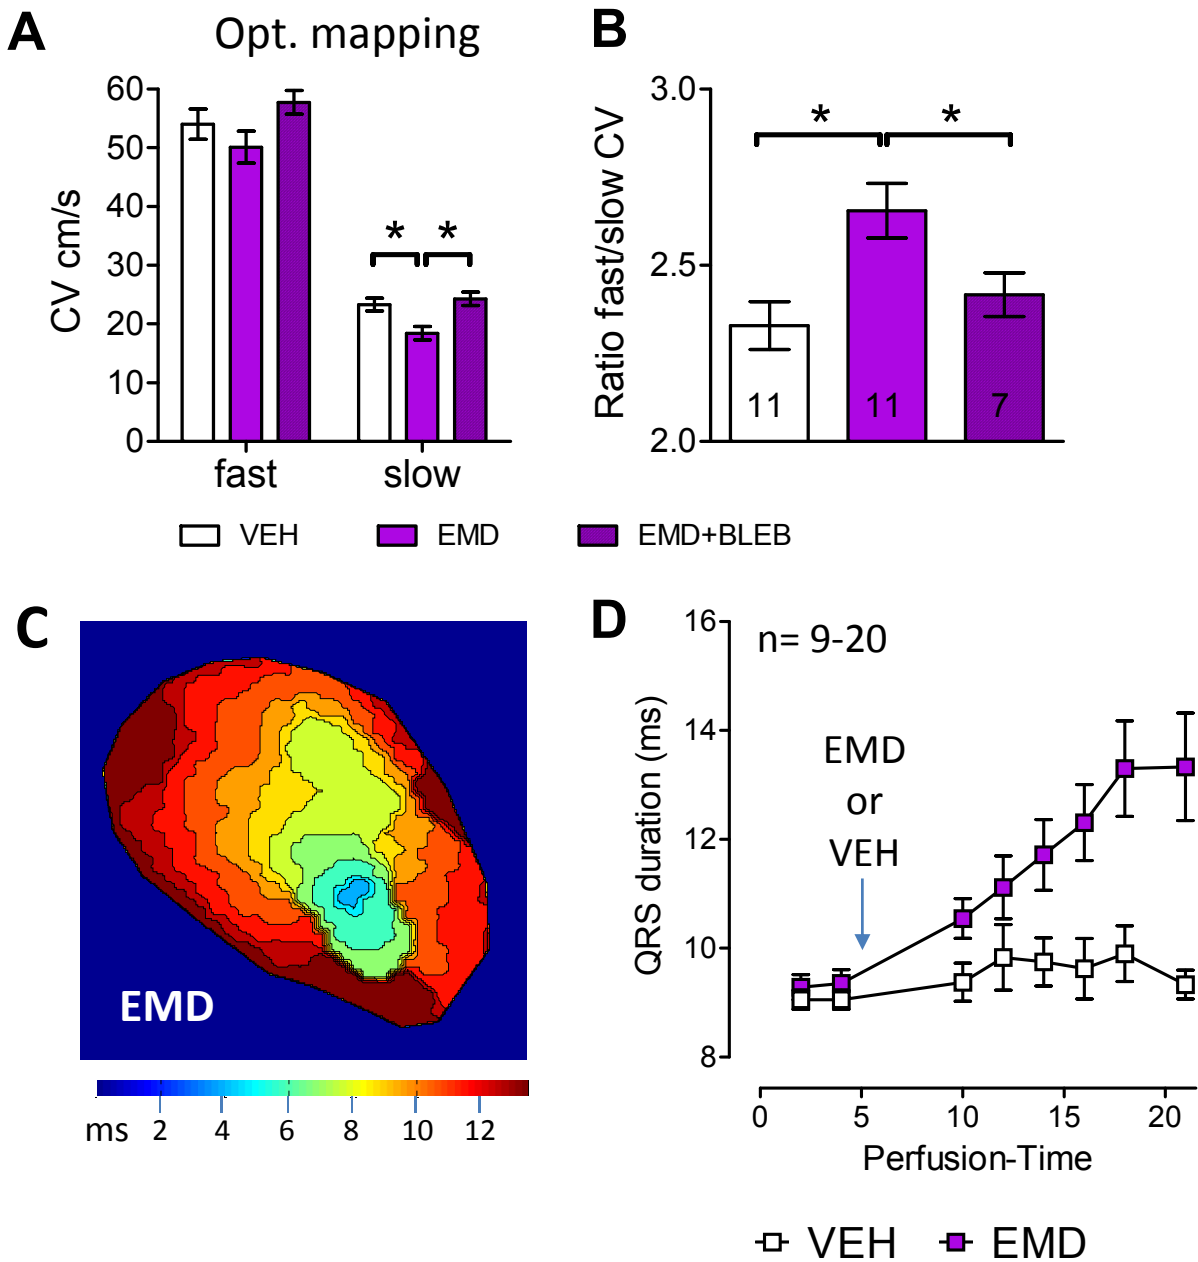 A
Opt. mapping
60
50
40
30
20
10
0
CV cm/s
* *
fast slow
B
3.0
2.5
2.0
Ratio fast/slow CV
* *
11 11 7
VEH EMD EMD+BLEB
C
EMD
ms 2 4 6 8 10 12
D
16
14
12
10
8
QRS duration (ms)
n= 9-20
EMD
or
VEH
0 5 10 15 20
Perfusion-Time
VEH EMD